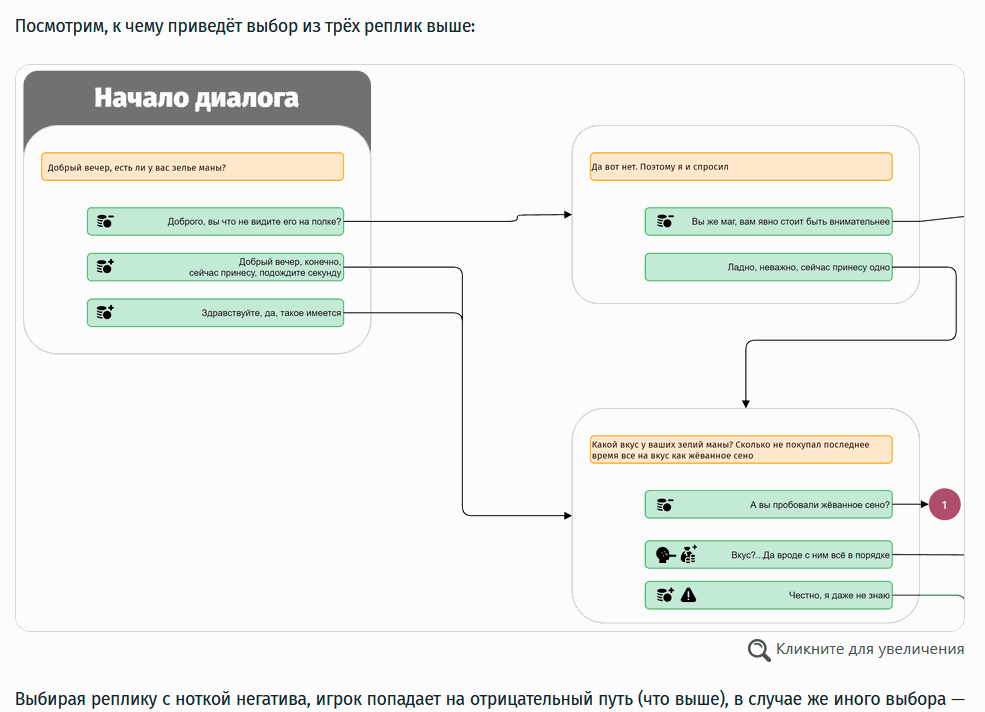 Посмотрим, к чему приведёт выбор из трёх реплик выше:
Начало диалога
Добрый вечер, есть ли у вас зелье маны?
Доброго, вы что не видите его на полке?
Добрый вечер, конечно,
сейчас принесу, подождите секунду
Здравствуйте, да, такое имеется
Да вот нет. Поэтому я и спросил
Вы же маг, вам явно стоит быть внимательнее
Ладно, неважно, сейчас принесу одно
Какой вкус у ваших зелий маны? Сколько не покупал последнее
время все на вкус как жёванное сено
А вы пробовали жёванное сено?
1
Вкус?...Да вроде с ним всё в порядке
Честно, я даже не знаю
Кликните для увеличения
Выбирая реплику с ноткой негатива, игрок попадает на отрицательный путь (что выше), в случае же иного выбора —